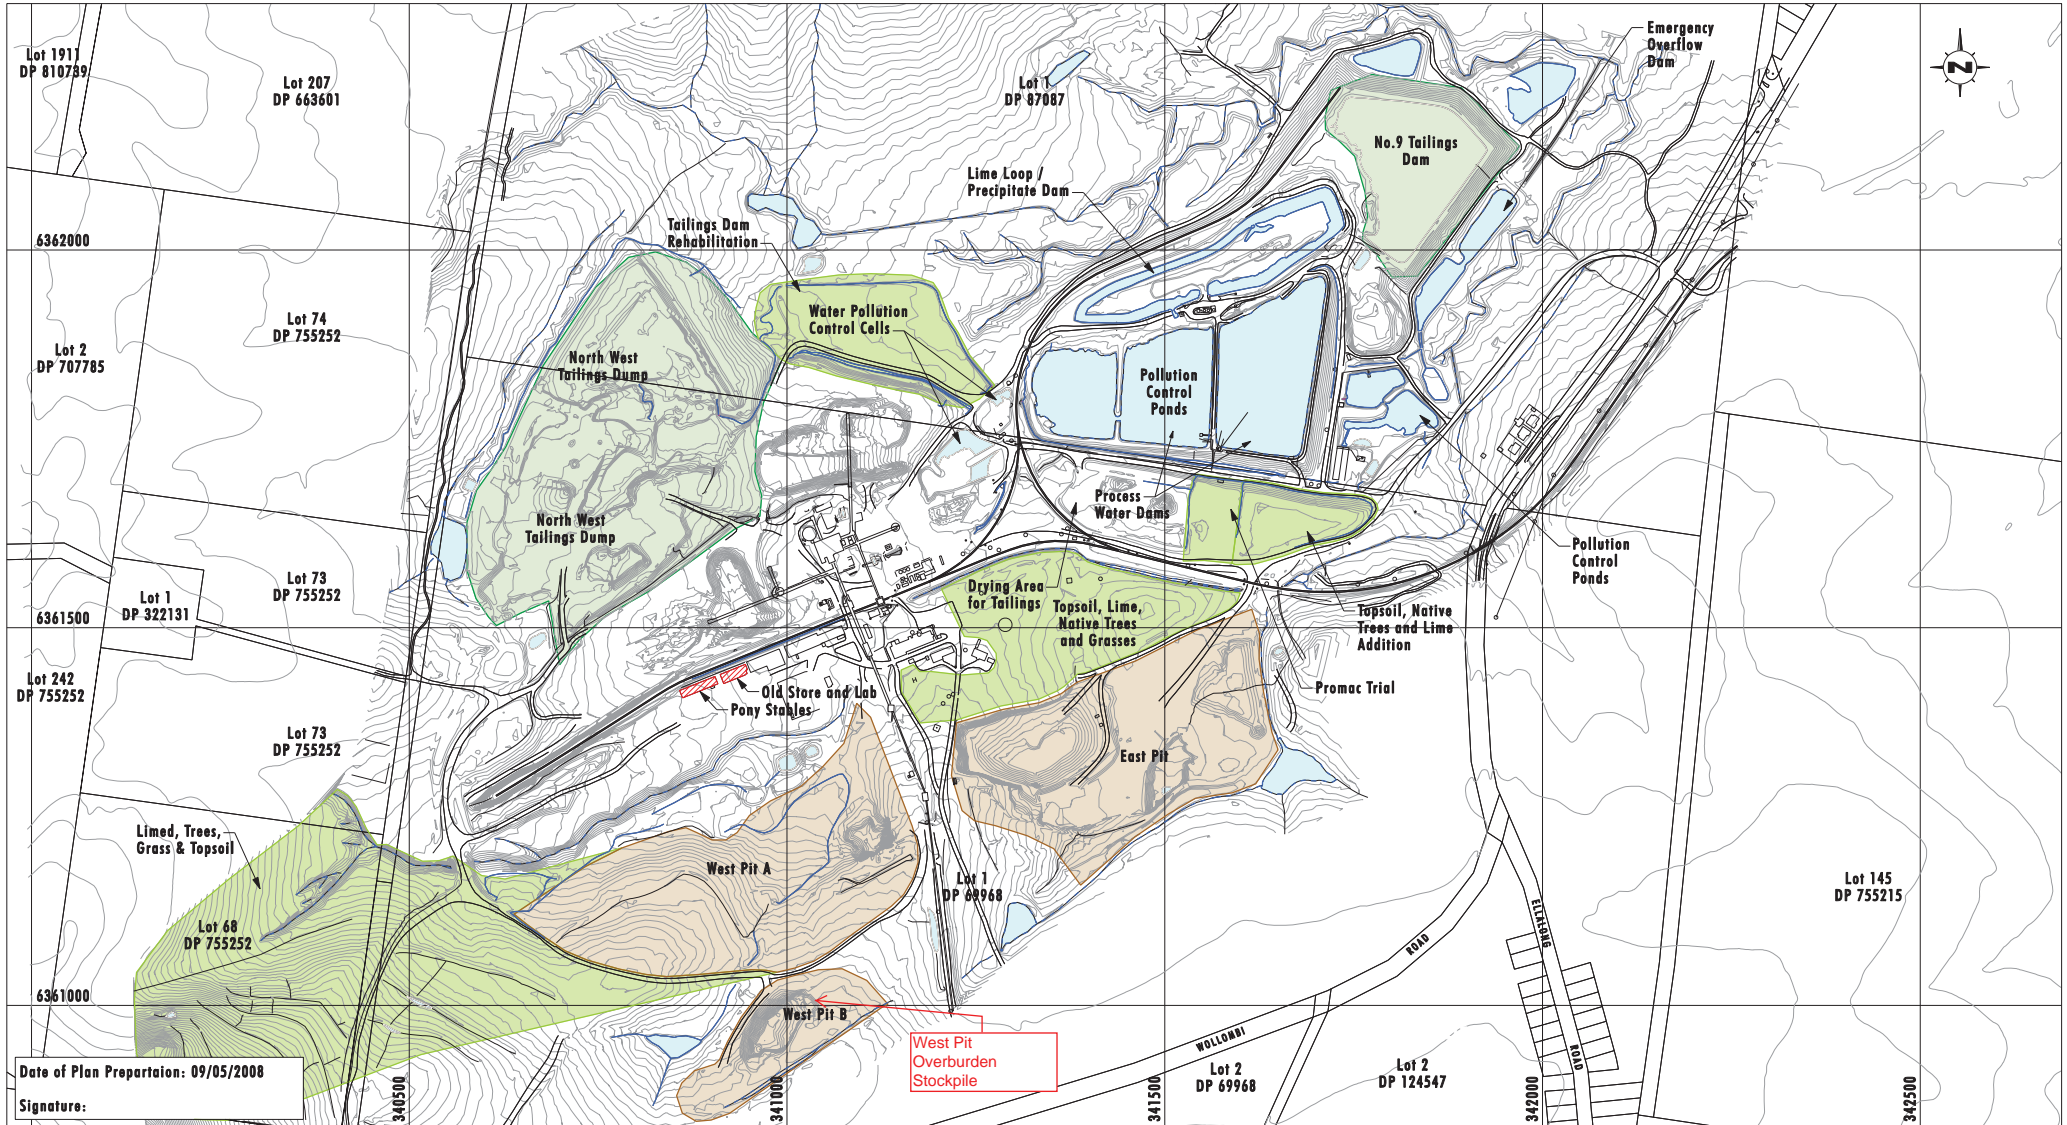 Lot 1911
DP 810739
Lot 207
DP 663601
Lot 1
DP 87087
Emergency
Overflow
Dam
N
No.9 Tailings
Dam
Lime Loop /
Precipitate Dam
Tailings Dam
Rehabilitation
6362000
Water Pollution
Control Cells
Lot 74
DP 755252
Lot 2
DP 707785
North West
Tailings Dump
Pollution
Control
Ponds
Process
Water Dams
North West
Tailings Dump
Pollution
Control
Ponds
Lot 73
DP 755252
Lot 1
DP 322131
6361500
Drying Area
for Tailings
Topsoil, Lime,
Native Trees
and Grasses
Topsoil, Native
Trees and Lime
Addition
Lot 242
DP 755252
Old Store and Lab
Pony Stables
H
Promac Trial
Lot 73
DP 755252
East Pit
Limed, Trees,
Grass & Topsoil
West Pit A
Lot 1
DP 69968
Lot 145
DP 755215
Lot 68
DP 755252
ELLALONG
ROAD
ROAD
WOLLOMBI
6361000
West Pit B
West Pit
Overburden
Stockpile
Lot 2
DP 69968
Lot 2
DP 124547
Date of Plan Prepartaion: 09/05/2008
Signature:
340500
341000
341500
342000
342500